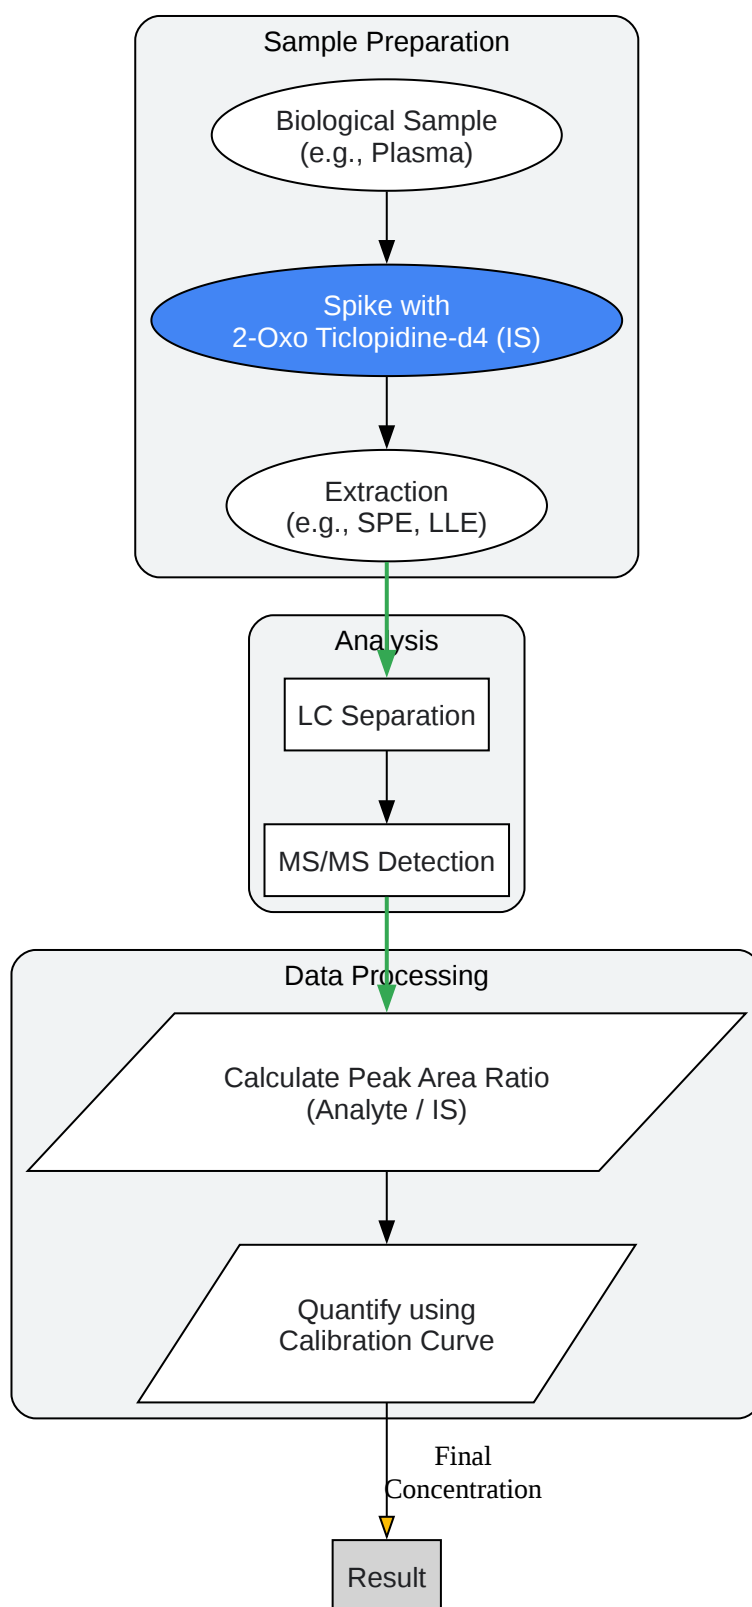 Sample Preparation
Biological Sample
(e.g., Plasma)
Spike with
2-Oxo Ticlopidine-d4 (IS)
Extraction
(e.g., SPE, LLE)
Analysis
LC Separation
MS/MS Detection
Data Processing
Calculate Peak Area Ratio
(Analyte / IS)
Quantify using
Calibration Curve
Final
Concentration
Result